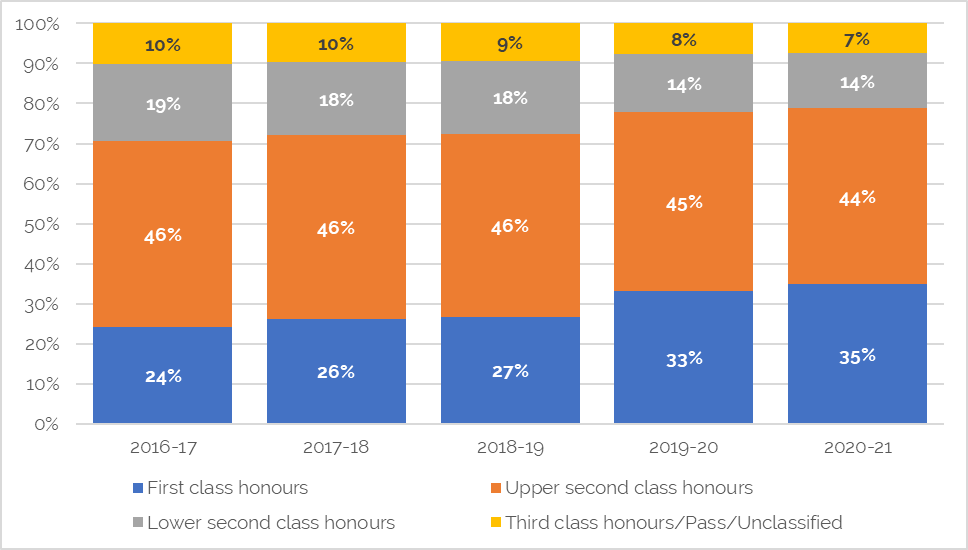 100%
10% 10% 9% 8% 7%
90%
19% 18% 18% 14% 14%
80%
70%
60%
50%
46% 46% 46% 45% 44%
40%
30%
20%
24% 26% 27% 33% 35%
10%
0%
2016-17 2017-18 2018-19 2019-20 2020-21
First class honours Upper second class honours
Lower second class honours Third class honours/Pass/Unclassified